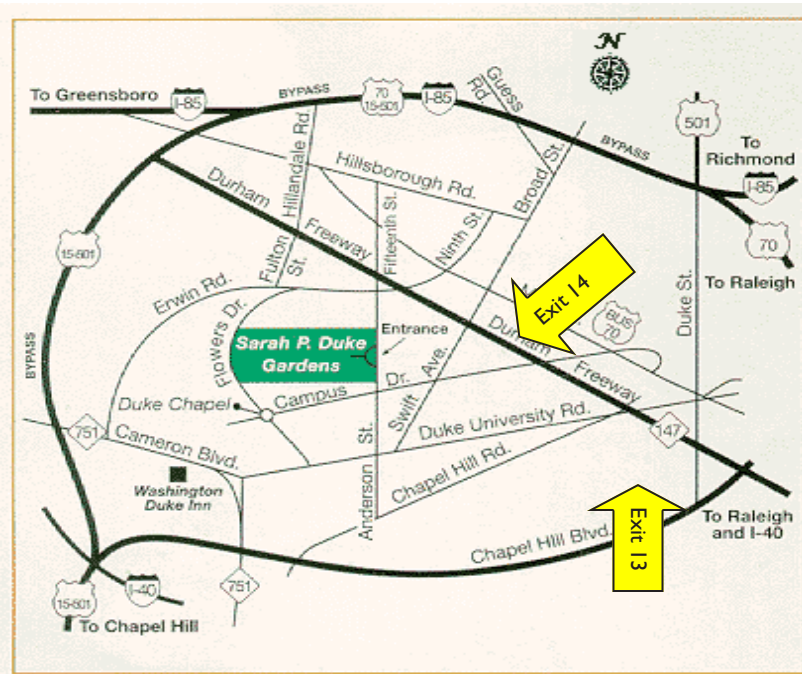 N
To Greensboro
I-85
BYPASS
70
15-501
I-85
Guess
Rd.
501
BYPASS
To
Richmond
I-85
70
To Raleigh
Hillandale Rd.
Hillsborough Rd.
Broad St.
Durham
Freeway
Fifteenth St.
Ninth St.
Fulton
St.
15-501
BYPASS
Erwin Rd.
Flowers Dr.
Sarah P. Duke
Gardens
Entrance
Exit 14
BUS
70
Duke St.
Durham
Freeway
Swift Ave.
Campus Dr.
Duke Chapel
Duke University Rd.
751
Cameron Blvd.
147
Chapel Hill Rd.
Anderson St.
Washington
Duke Inn
Exit 13
To Raleigh
and I-40
Chapel Hill Blvd.
751
I-40
15-501
To Chapel Hill